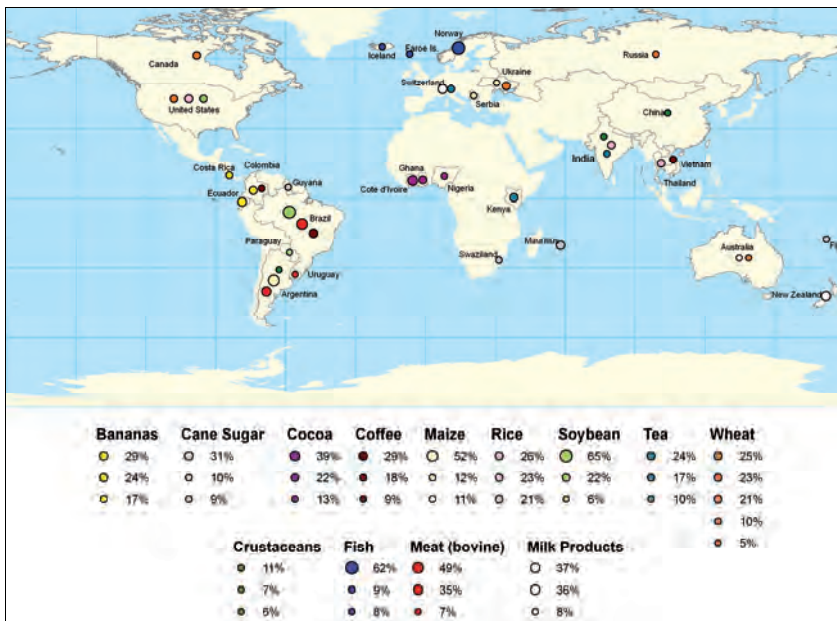 Norway
Iceland
Faroe Is.
Canada
Russia
Ukraine
Switzerland
Serbia
United States
China
Costa Rica
Colombia
India
Vietnam
Guyana
Ghana
Ecuador
Cote d'Ivoire
Nigeria
Thailand
Kenya
Brazil
Paraguay
Mauritius
Swaziland
Australia
Uruguay
Argentina
New Zealand
Bananas Cane Sugar Cocoa Coffee Maize Rice Soybean Tea Wheat
29% 31% 39% 29% 52% 26% 65% 24% 25%
24% 10% 22% 18% 12% 23% 22% 17% 23%
17% 9% 13% 9% 11% 21% 6% 10% 21%
10%
5%
Crustaceans Fish Meat (bovine) Milk Products
11% 62% 49% 37%
7% 9% 35% 36%
6% 8% 7% 8%